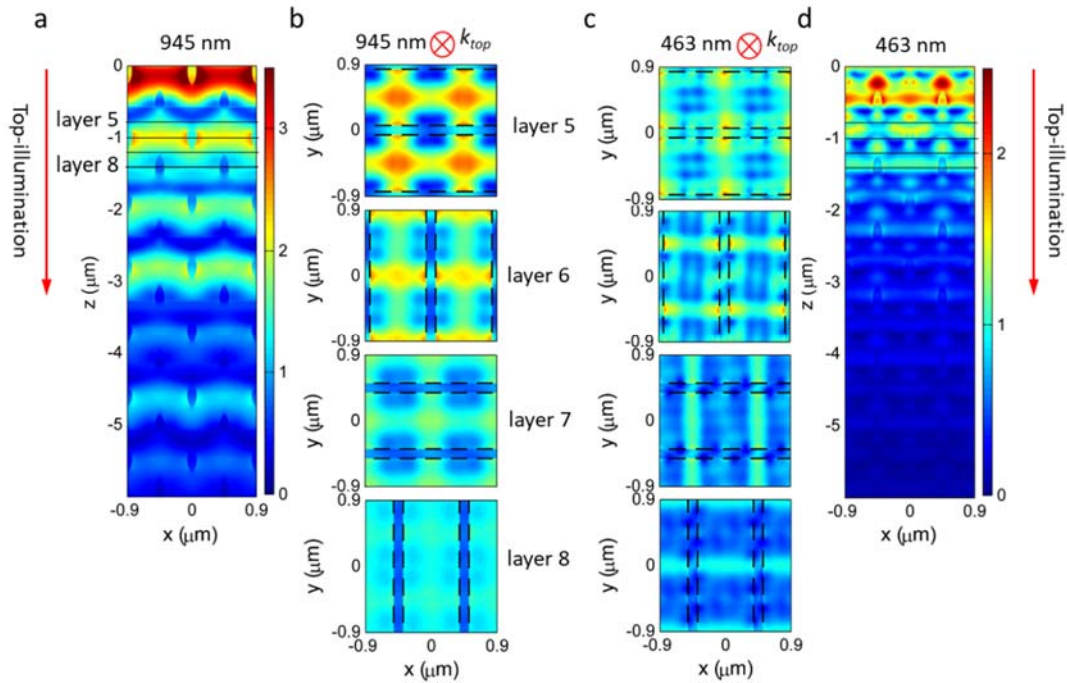 a
945 nm
Top-illumination
0
layer 5
-1
layer 8
-2
-3
-4
-5
z (μm)
-0.9
0
0.9
x (μm)
3
2
1
0
b
945 nm k_top
0.9
0
-0.9
y (μm)
layer 5
0.9
0
-0.9
y (μm)
layer 6
0.9
0
-0.9
y (μm)
layer 7
0.9
0
-0.9
y (μm)
layer 8
-0.9
0
0.9
x (μm)
c
463 nm k_top
0.9
0
-0.9
y (μm)
0.9
0
-0.9
y (μm)
0.9
0
-0.9
y (μm)
0.9
0
-0.9
y (μm)
-0.9
0
0.9
x (μm)
d
463 nm
0
-1
-2
-3
-4
-5
z (μm)
-0.9
0
0.9
x (μm)
2
1
0
Top-illumination